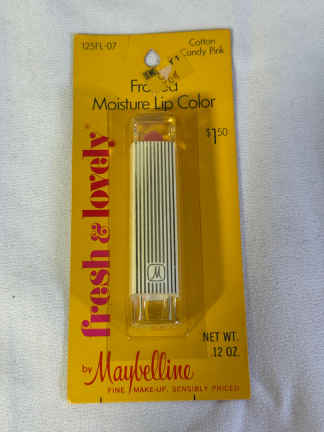 125FL-07
Cotton
Candy Pink
Moisture Lip Color
$1.50
fresh & lovely
M
NET WT.
.12 OZ.
by Maybelline
FINE MAKE-UP, SENSIBLY PRICED